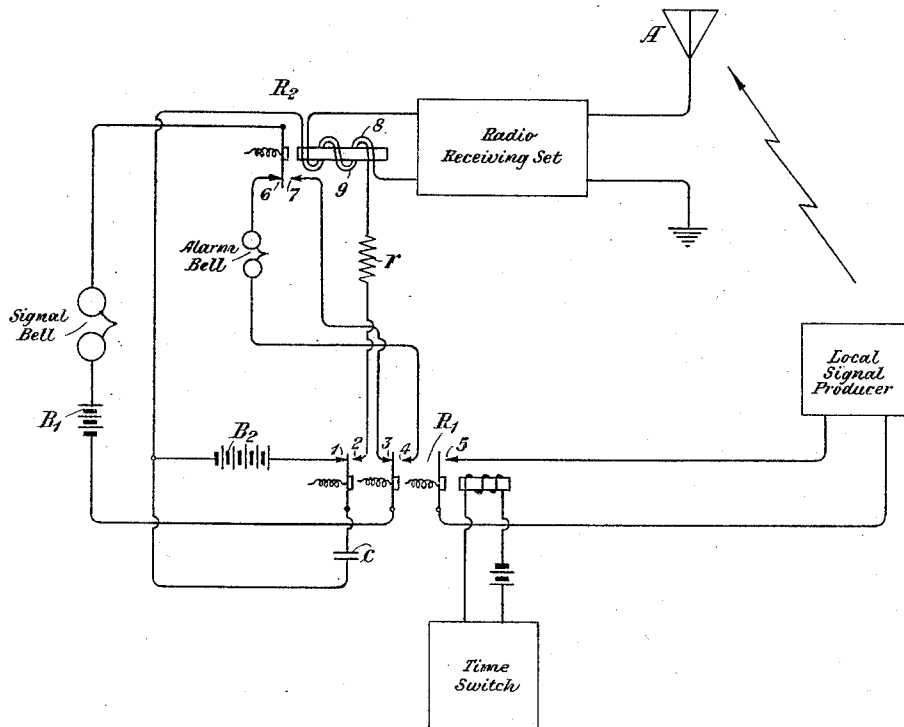 A
R2
8
Radio
Receiving Set
9
6 7
Alarm
Bell
r
Signal
Bell
Local
Signal
Producer
B1
B2
1 2 3 4 R1 5
C
Time
Switch